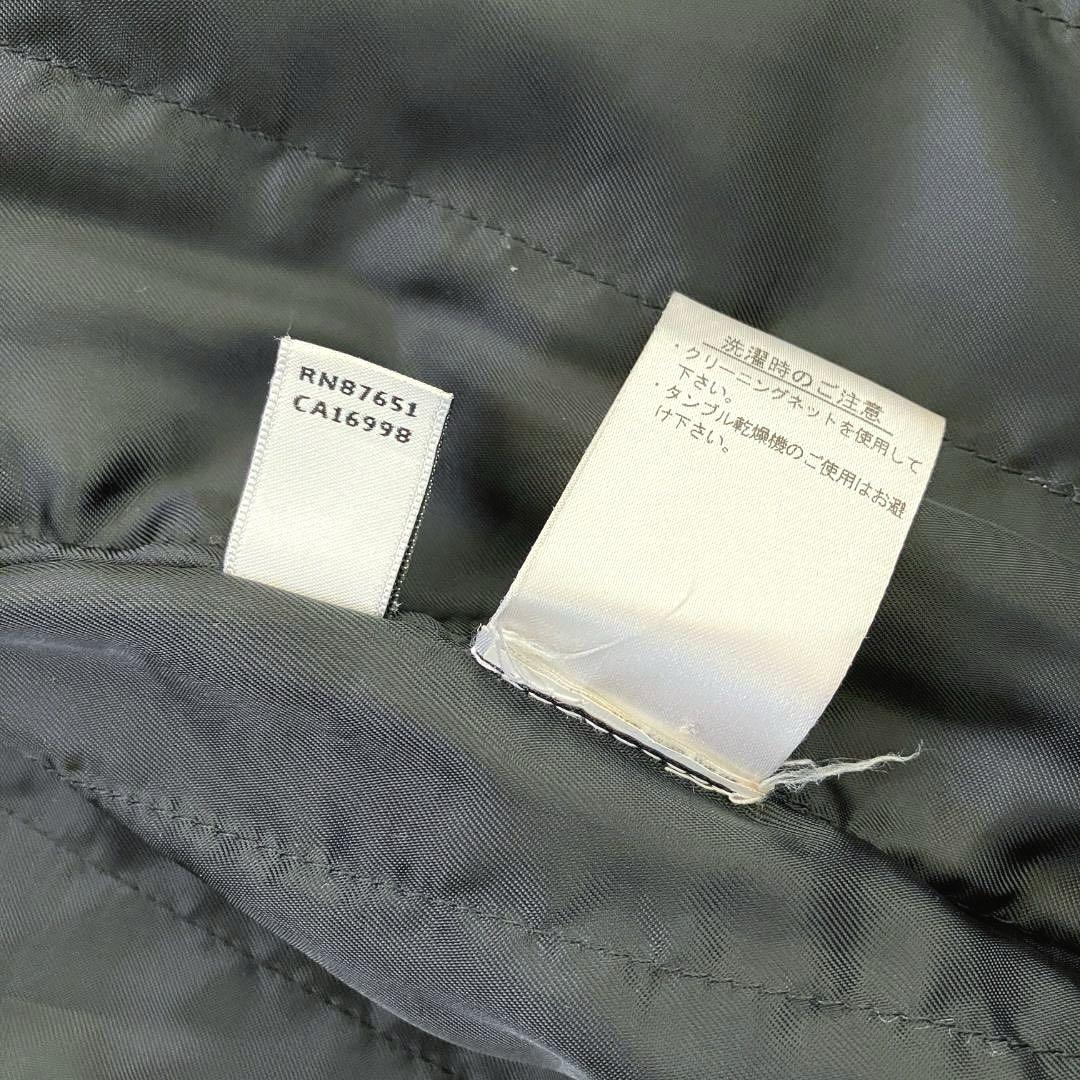 RN87651
CA16998
洗濯時のご注意
・クリーニングネットを使用して
下さい。
・タンブル乾燥機のご使用はお避
け下さい。